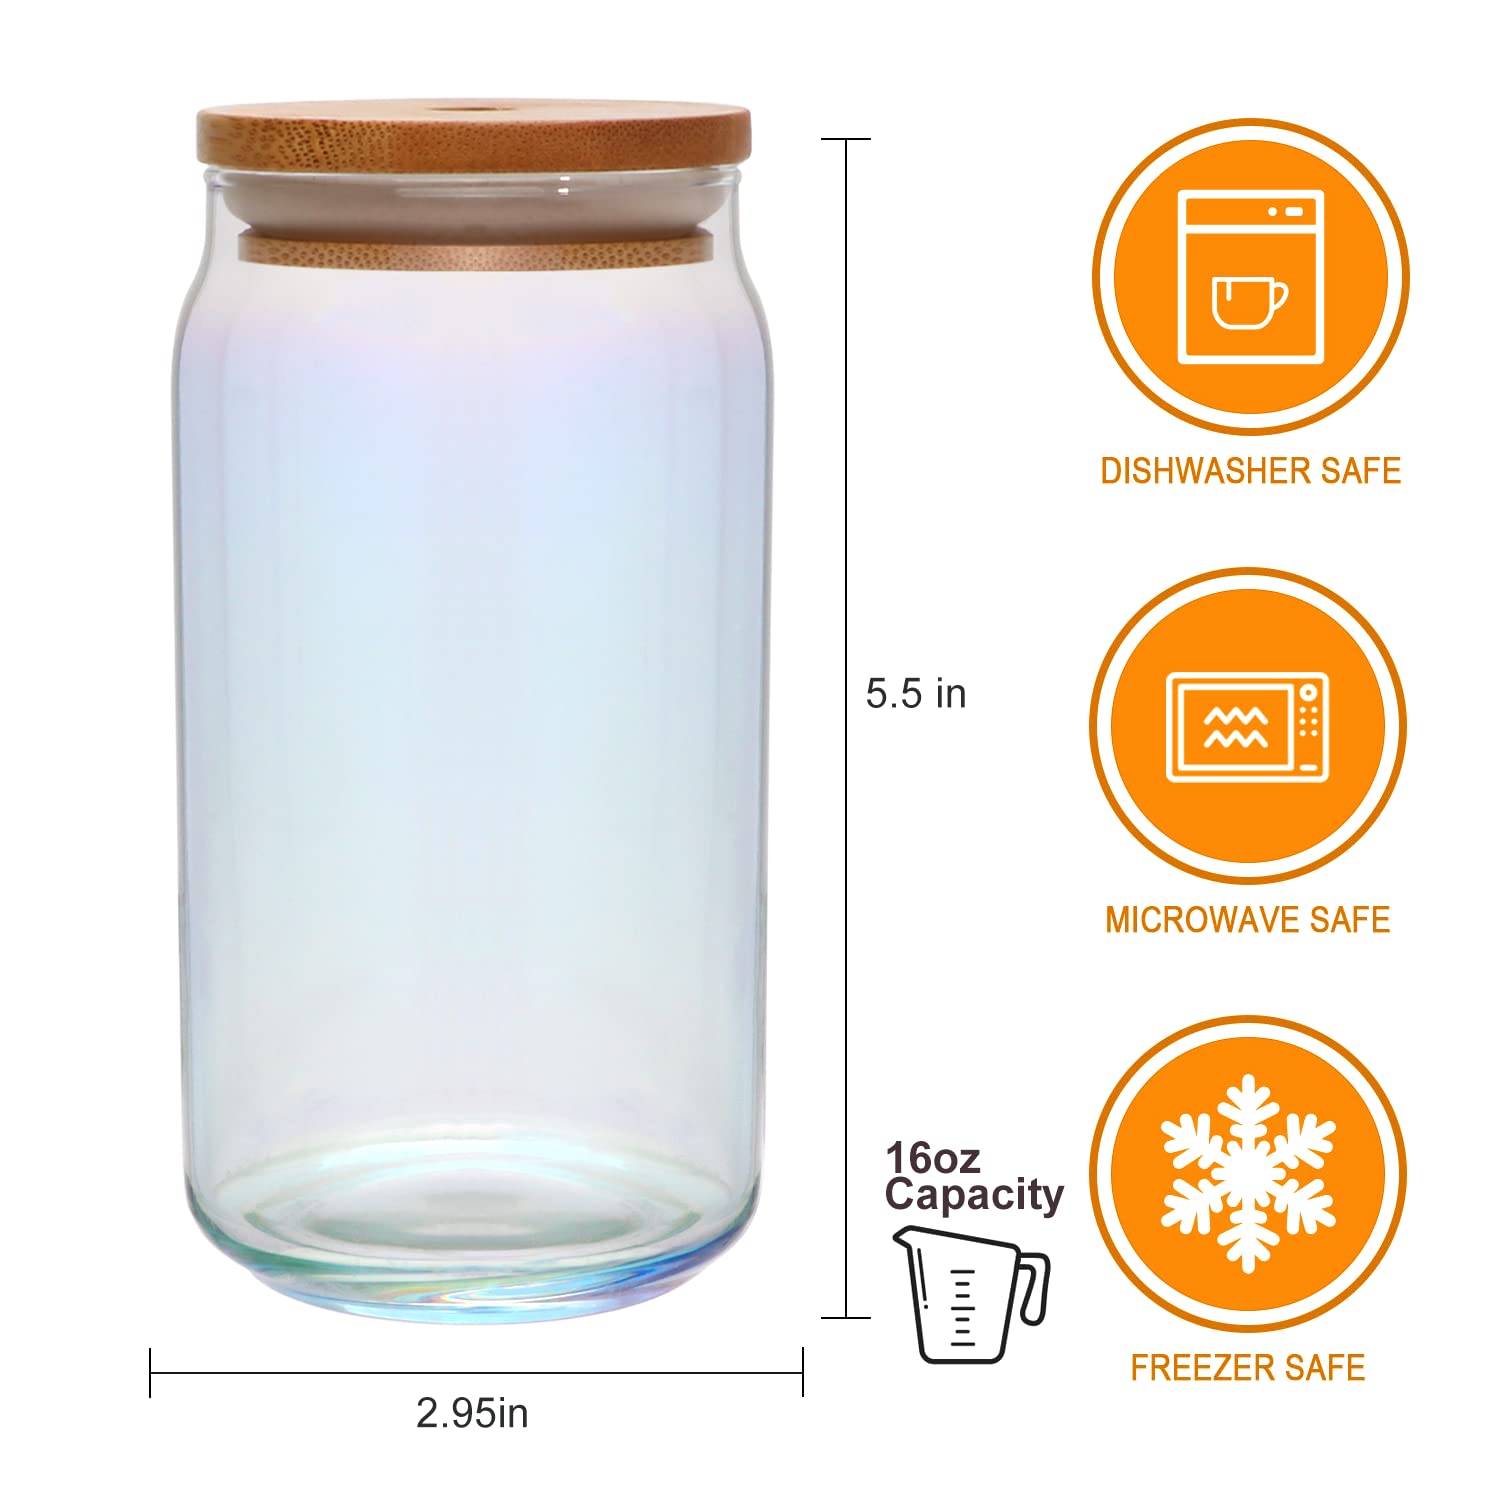 DISHWASHER SAFE
5.5 in
MICROWAVE SAFE
16oz
Capacity
FREEZER SAFE
2.95in